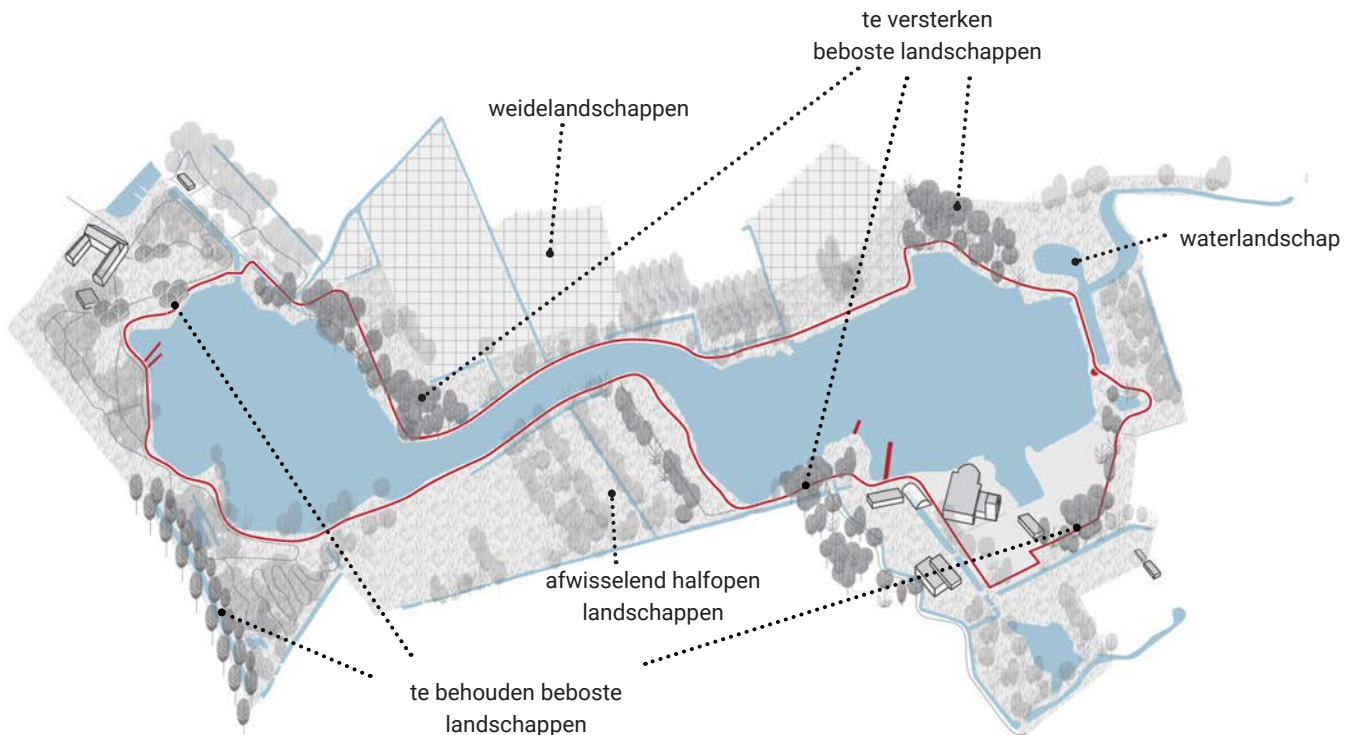 te versterken
beboste landschappen
weidelandschappen
waterlandschap
afwisselend halfopen
landschappen
te behouden beboste
landschappen